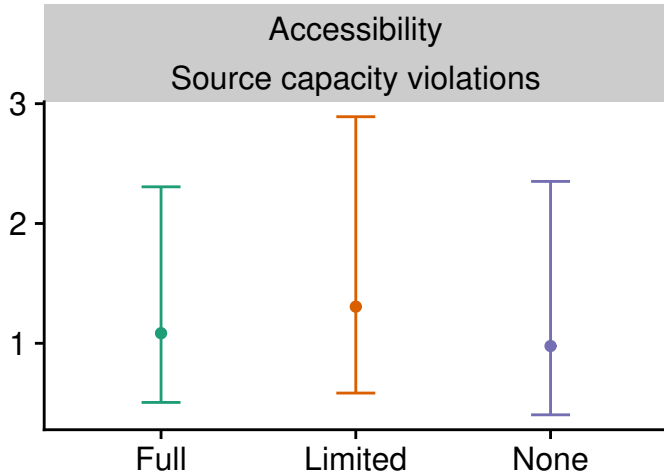 Accessibility
Source capacity violations
3
2
1
Full Limited None